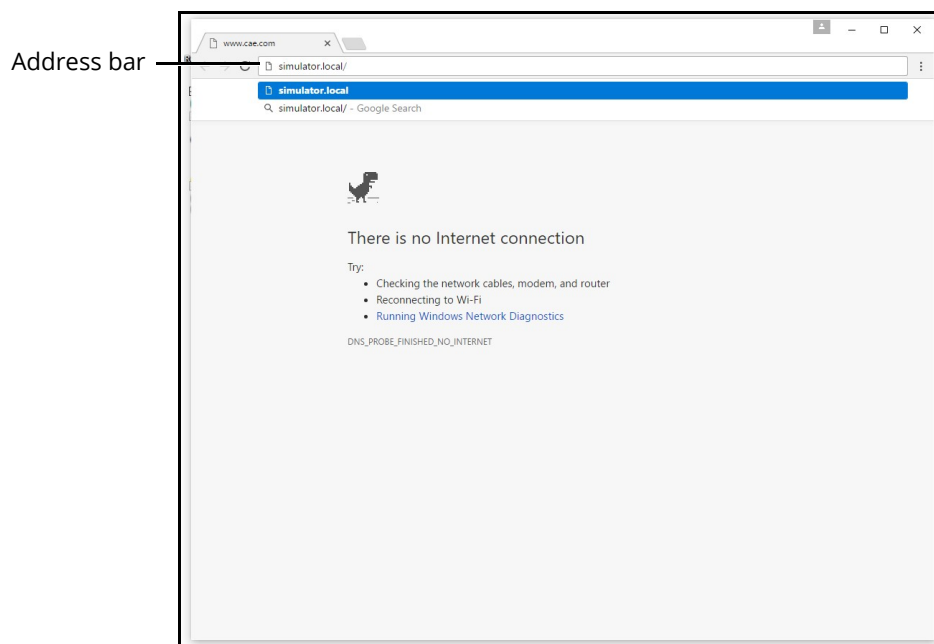 www.cae.com
Address bar
simulator.local/
simulator.local
simulator.local/ - Google Search
There is no Internet connection
Try:
• Checking the network cables, modem, and router
• Reconnecting to Wi-Fi
• Running Windows Network Diagnostics
DNS_PROBE_FINISHED_NO_INTERNET